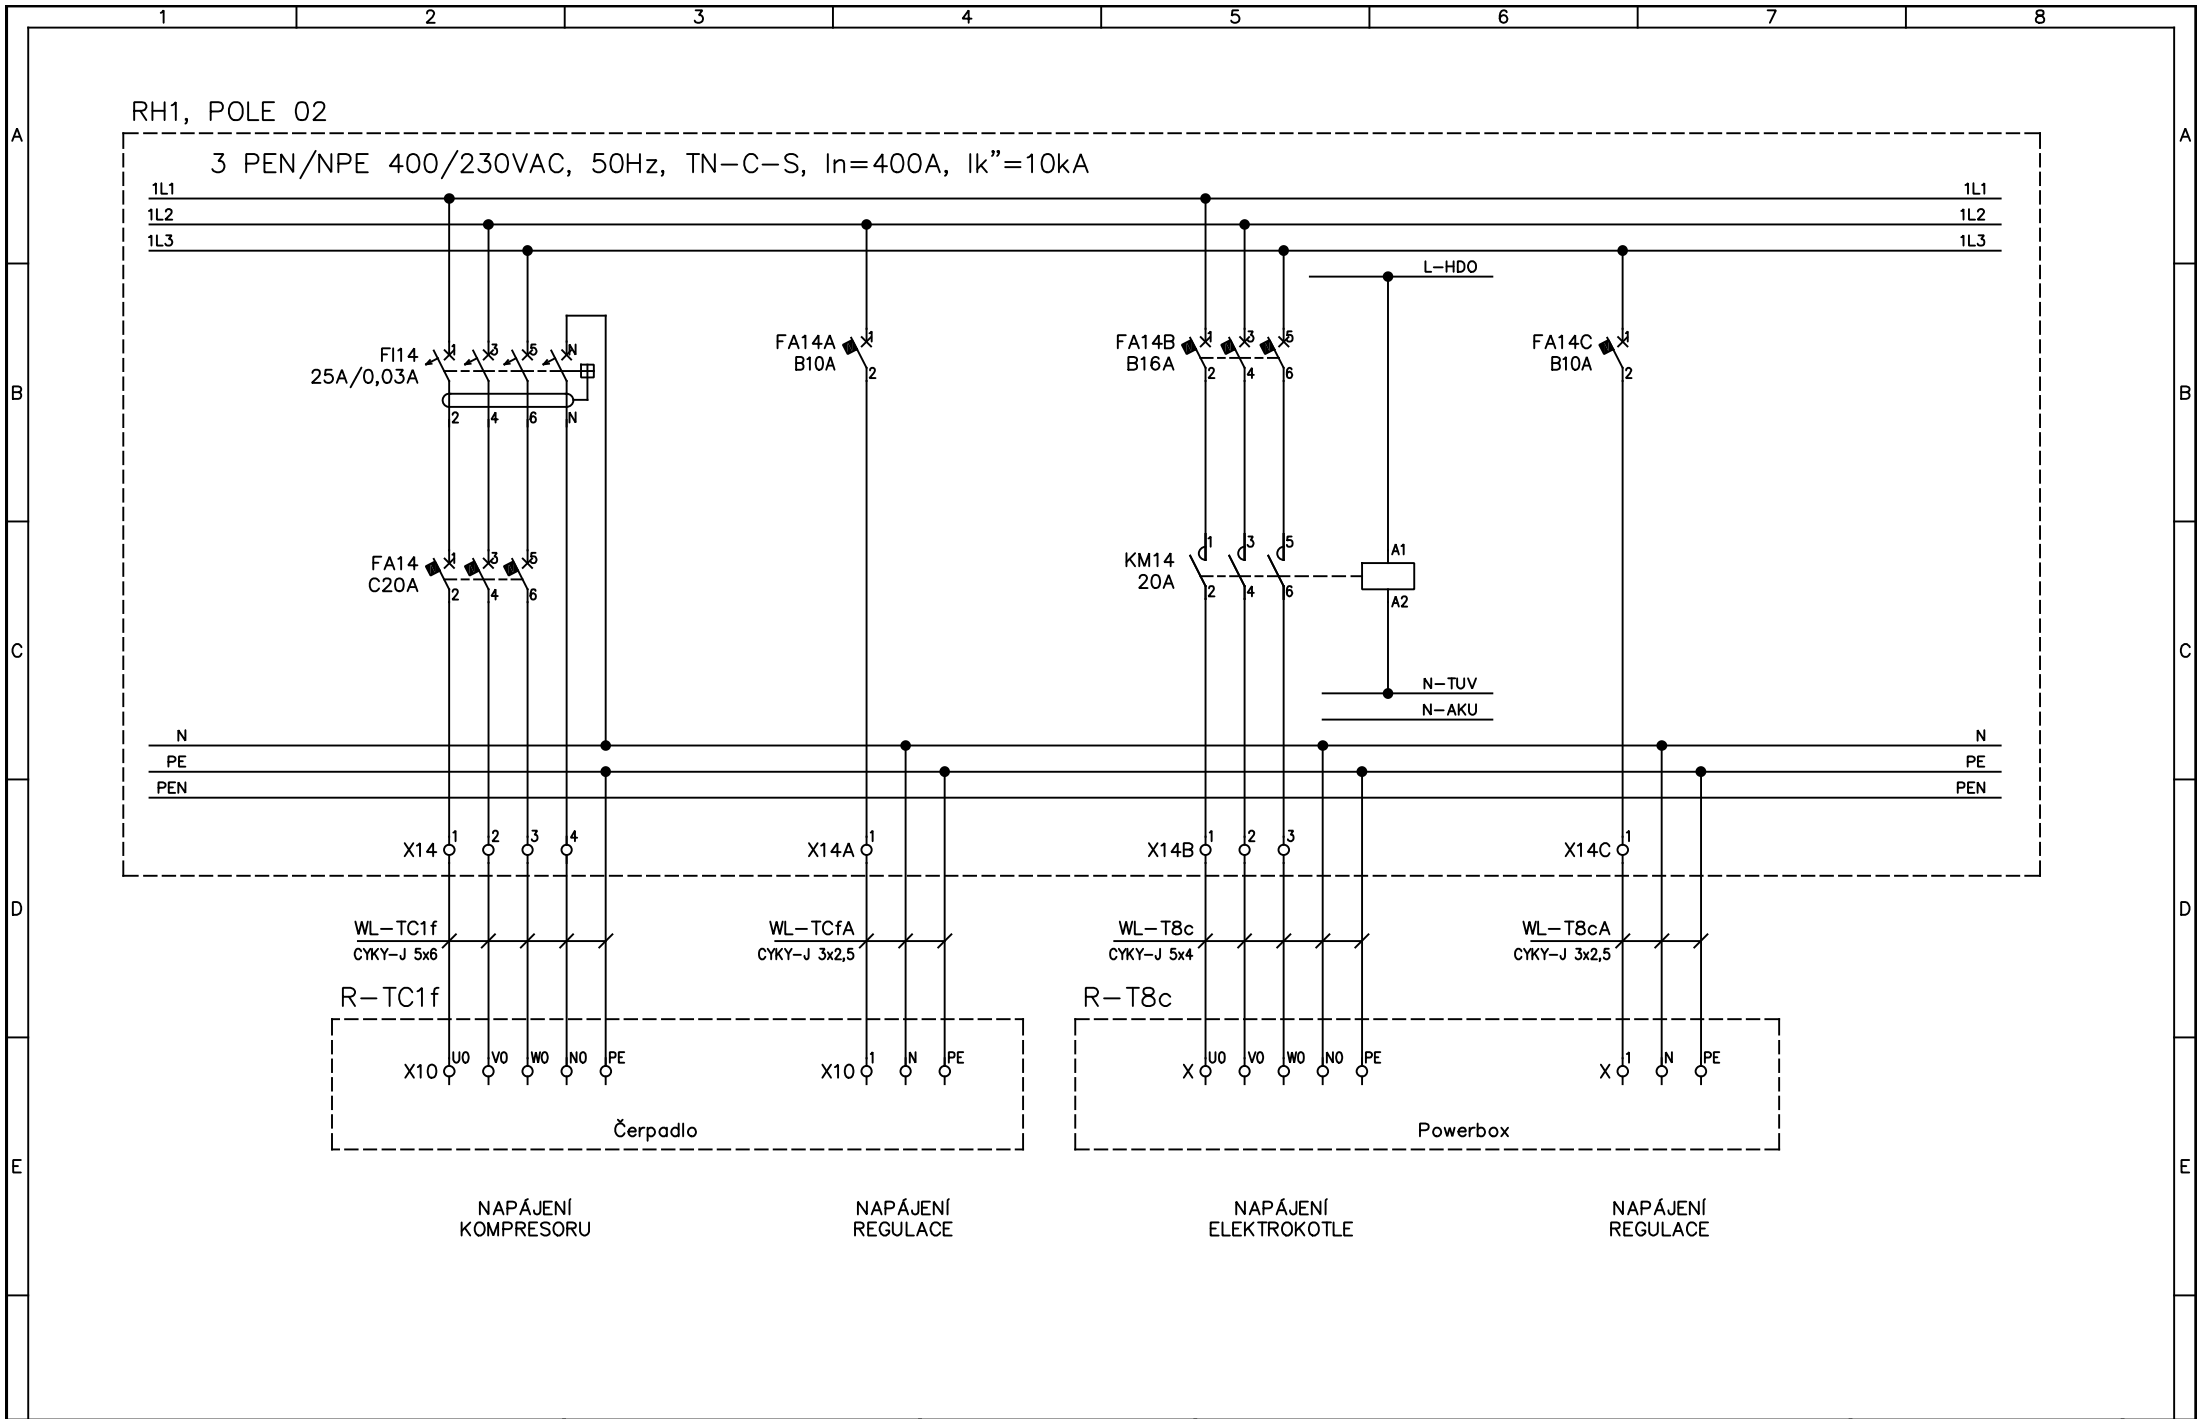 1 2 3 4 5 6 7 8
RH1, POLE 02
A A
3 PEN/NPE 400/230VAC, 50Hz, TN-C-S, In=400A, Ik"=10kA
1L1 1L1
1L2 1L2
1L3 1L3
L-HDO
FI14 1 3 5 N
25A/0,03A
2 4 6 N
FA14A 1
B10A 2
FA14B 1 3 5
B16A 2 4 6
FA14C 1
B10A 2
B B
FA14 1 3 5
C20A
2 4 6
KM14 1 3 5
20A 2 4 6
A1
A2
C C
N-TUV
N-AKU
N N
PE PE
PEN PEN
X14 1 2 3 4
X14A 1
X14B 1 2 3
X14C 1
D D
WL-TC1f
CYKY-J 5x6
WL-TCfA
CYKY-J 3x2,5
WL-T8c
CYKY-J 5x4
WL-T8cA
CYKY-J 3x2,5
R-TC1f
R-T8c
X10 U0 V0 W0 N0 PE
X10 1 N PE
X U0 V0 W0 N0 PE
X 1 N PE
Čerpadlo
Powerbox
E E
NAPÁJENÍ
KOMPRESORU
NAPÁJENÍ
REGULACE
NAPÁJENÍ
ELEKTROKOTLE
NAPÁJENÍ
REGULACE